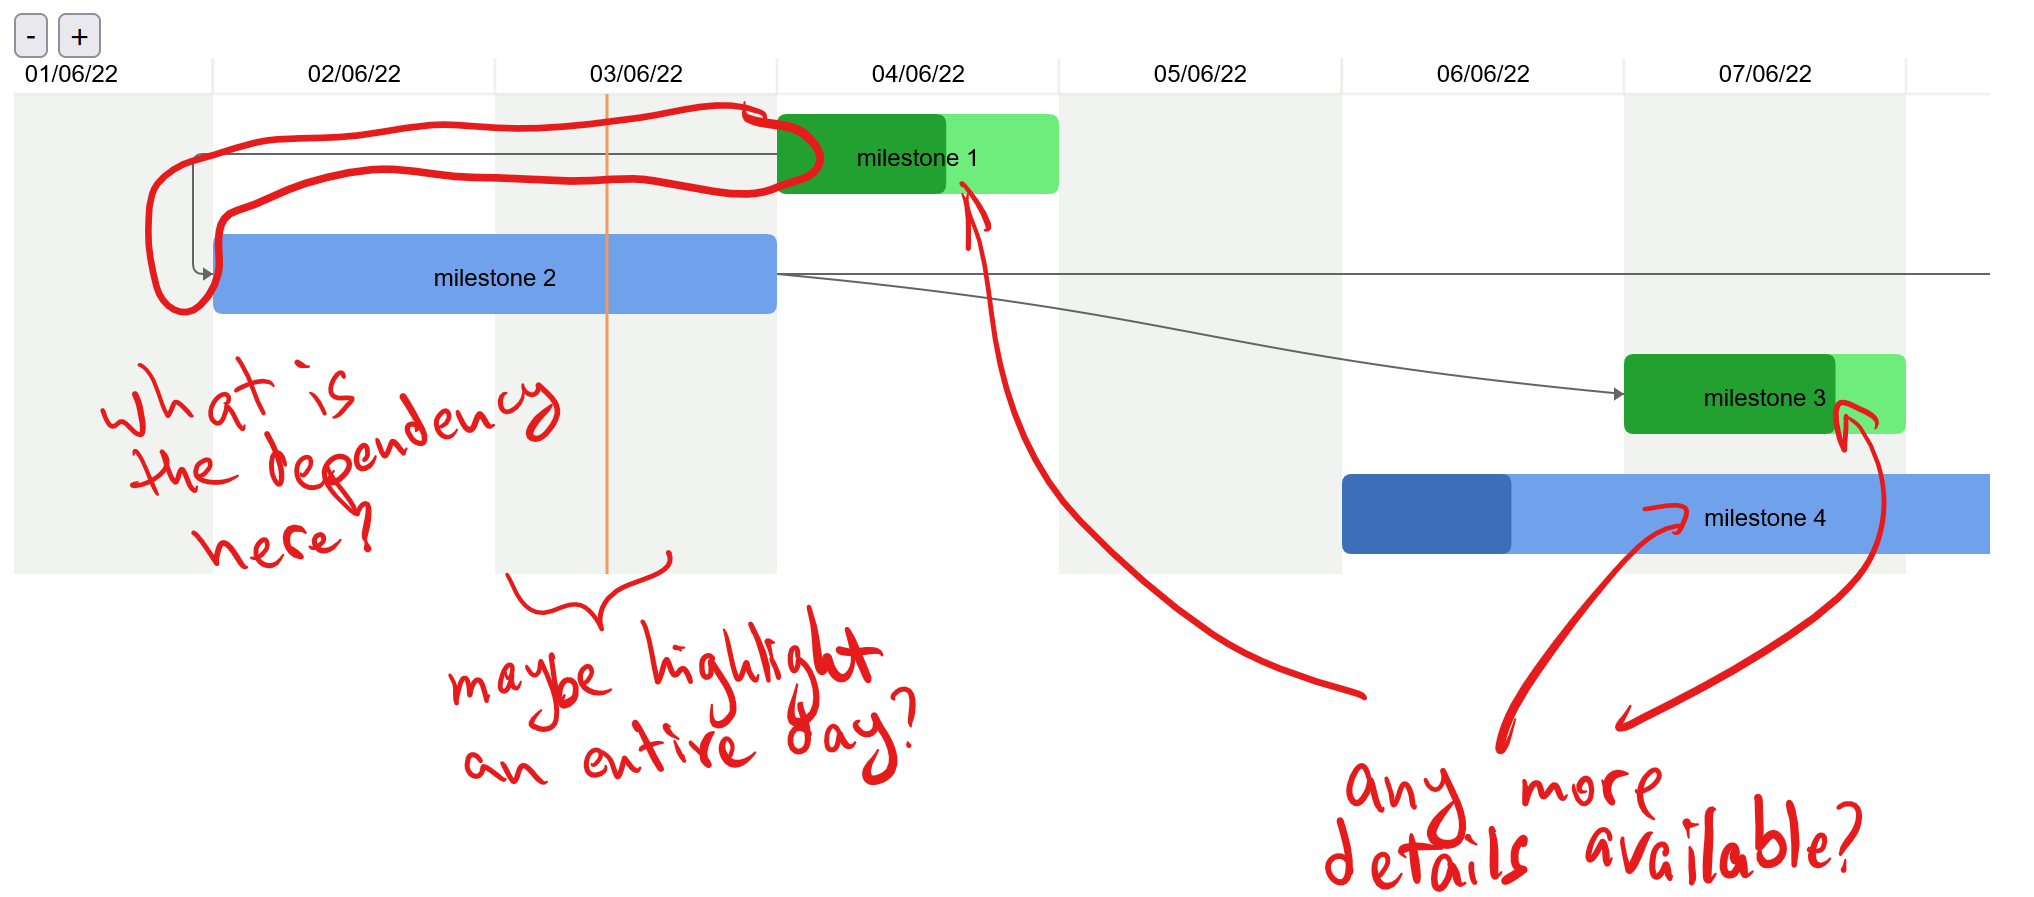 - +
01/06/22 02/06/22 03/06/22 04/06/22 05/06/22 06/06/22 07/06/22
milestone 1
milestone 2
milestone 3
milestone 4
what is
the dependency
here?
maybe highlight
an entire day?
any more
details available?